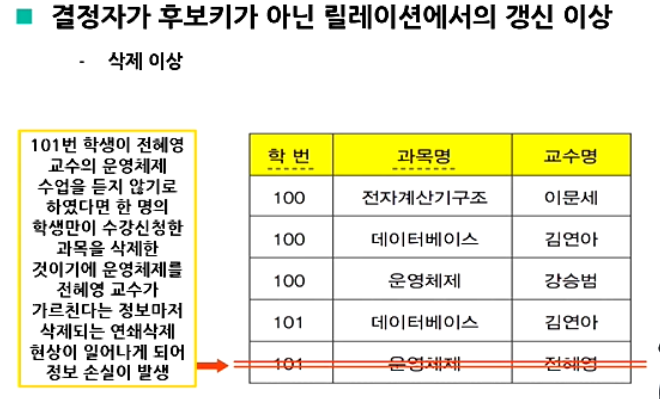 결정자가 후보키가 아닌 릴레이션에서의 갱신 이상
- 삭제 이상
101번 학생이 전혜영
교수의 운영체제
수업을 듣지 않기로
하였다면 한 명의
학생만이 수강신청한
과목을 삭제한
것이기에 운영체제를
전혜영 교수가
가르친다는 정보마저
삭제되는 연쇄삭제
현상이 일어나게 되어
정보 손실이 발생
학 번 과목명 교수명
100 전자계산기구조 이문세
100 데이터베이스 김연아
100 운영체제 강승범
101 데이터베이스 김연아
101 운영체제 전혜영